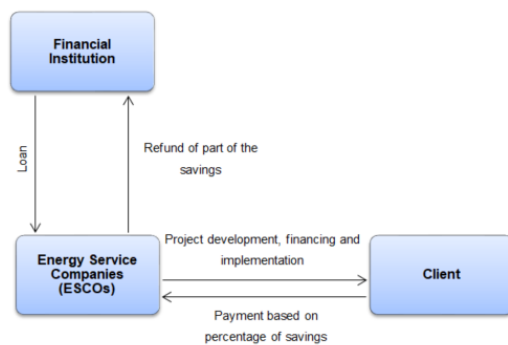 Financial
Institution
Loan
Refund of part of the
savings
Energy Service
Companies
(ESCOs)
Project development, financing and
implementation
Client
Payment based on
percentage of savings